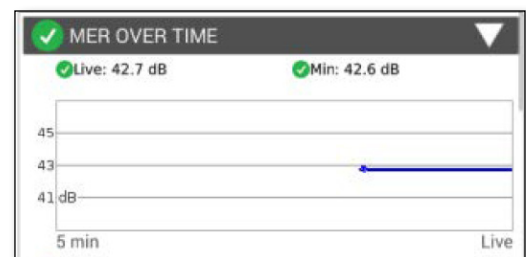 MER OVER TIME
Live: 42.7 dB Min: 42.6 dB
45
43
41 dB
5 min Live